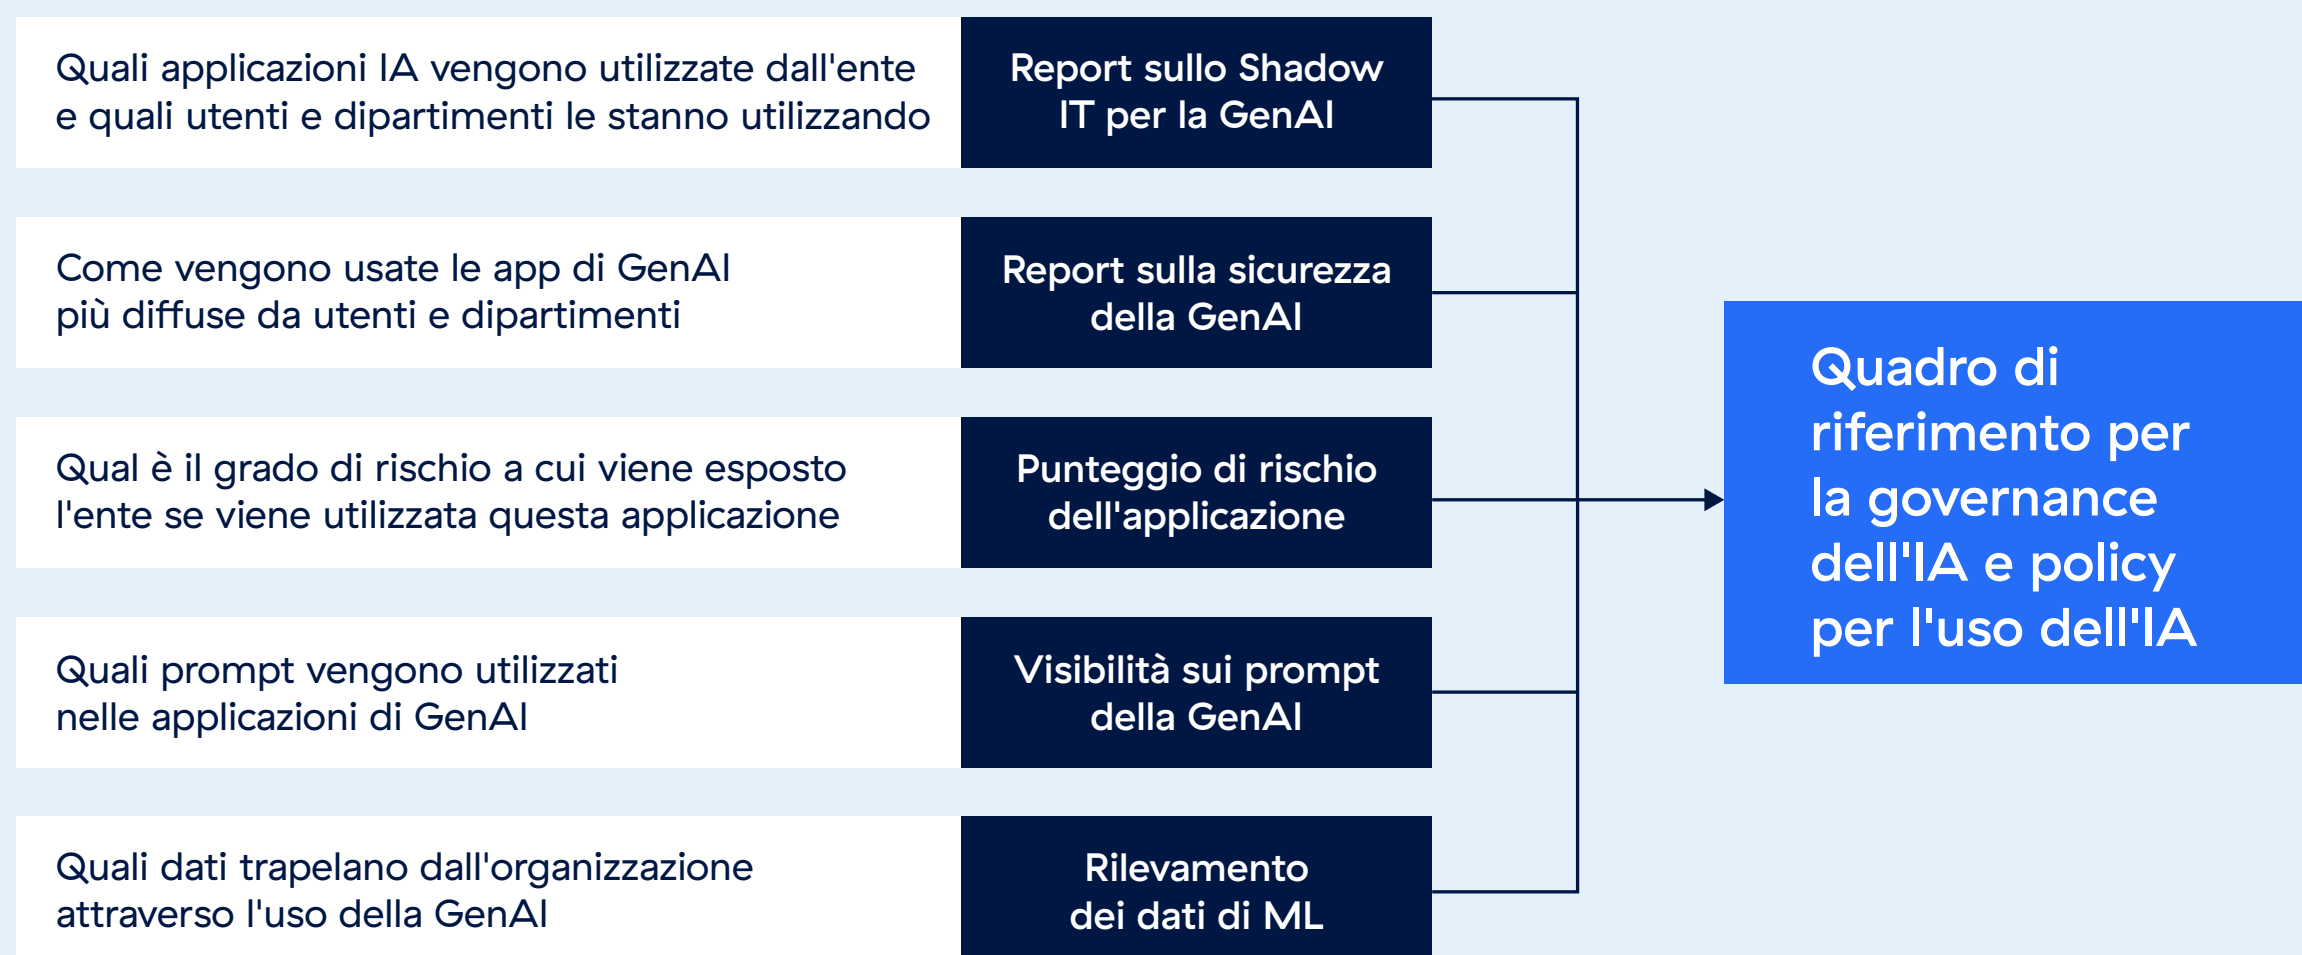 Quali applicazioni IA vengono utilizzate dall'ente
e quali utenti e dipartimenti le stanno utilizzando
Report sullo Shadow
IT per la GenAI
Come vengono usate le app di GenAI
più diffuse da utenti e dipartimenti
Report sulla sicurezza
della GenAI
Qual è il grado di rischio a cui viene esposto
l'ente se viene utilizzata questa applicazione
Punteggio di rischio
dell'applicazione
Quali prompt vengono utilizzati
nelle applicazioni di GenAI
Visibilità sui prompt
della GenAI
Quali dati trapelano dall'organizzazione
attraverso l'uso della GenAI
Rilevamento
dei dati di ML
Quadro di
riferimento per
la governance
dell'IA e policy
per l'uso dell'IA